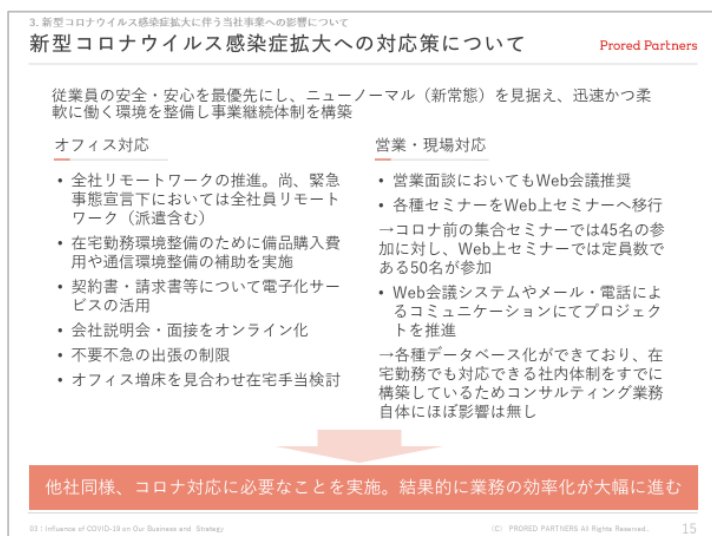 3. 新型コロナウイルス感染症拡大に伴う当社事業への影響について
新型コロナウイルス感染症拡大への対応策について
Prored Partners
従業員の安全・安心を最優先にし、ニューノーマル（新常態）を見据え、迅速かつ柔
軟に働く環境を整備し事業継続体制を構築
オフィス対応
• 全社リモートワークの推進。尚、緊急
事態宣言下においては全社員リモート
ワーク（派遣含む）
• 在宅勤務環境整備のために備品購入費
用や通信環境整備の補助を実施
• 契約書・請求書等について電子化サー
ビスの活用
• 会社説明会・面接をオンライン化
• 不要不急の出張の制限
• オフィス増床を見合わせ在宅手当検討
営業・現場対応
• 営業面談においてもWeb会議推奨
• 各種セミナーをWeb上セミナーへ移行
→コロナ前の集合セミナーでは45名の参
加に対し、Web上セミナーでは定員数で
ある50名が参加
• Web会議システムやメール・電話によ
るコミュニケーションにてプロジェク
トを推進
→各種データベース化ができており、在
宅勤務でも対応できる社内体制をすでに
構築しているためコンサルティング業務
自体にほぼ影響は無し
他社同様、コロナ対応に必要なことを実施。結果的に業務の効率化が大幅に進む
03：Influence of COVID-19 on Our Business and Strategy
（C） PRORED PARTNERS All Rights Reserved.
15